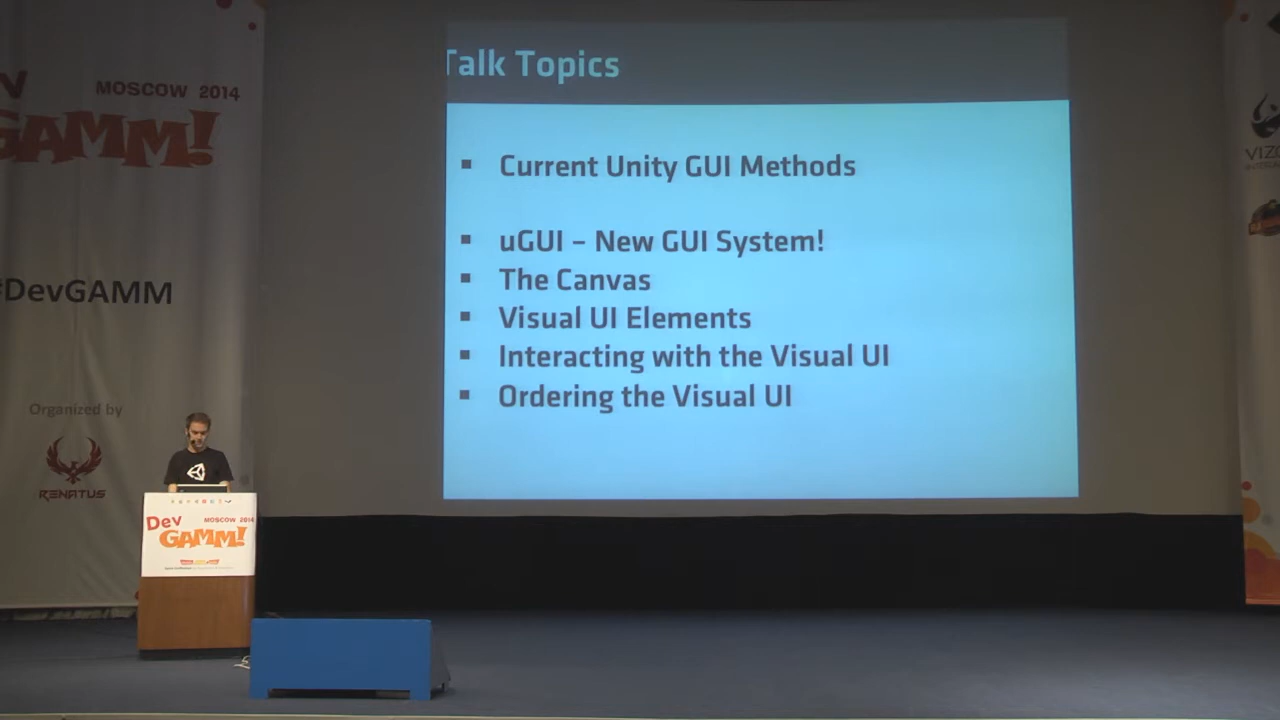 MOSCOW 2014
GAMM!
#DevGAMM
Organized by
RENATUS
Talk Topics
▪ Current Unity GUI Methods
▪ uGUI – New GUI System!
▪ The Canvas
▪ Visual UI Elements
▪ Interacting with the Visual UI
▪ Ordering the Visual UI
Dev
MOSCOW 2014
GAMM!